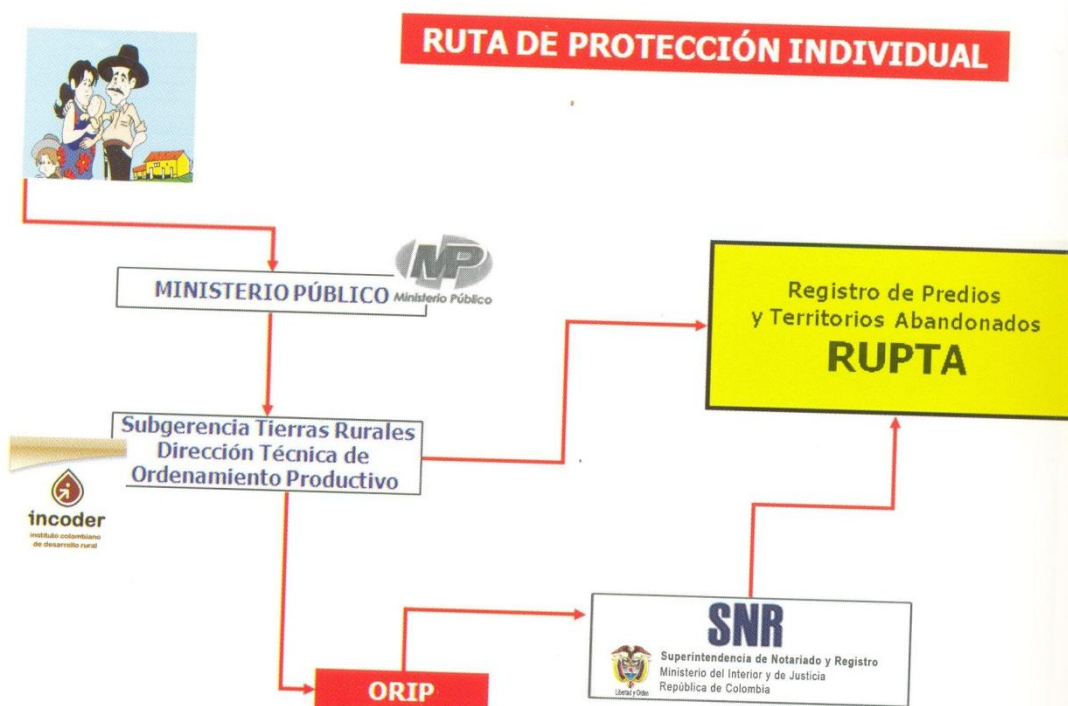 RUTA DE PROTECCIÓN INDIVIDUAL
MINISTERIO PÚBLICO
MP
Ministerio Público
Registro de Predios
y Territorios Abandonados
RUPTA
Subgerencia Tierras Rurales
Dirección Técnica de
Ordenamiento Productivo
incoder
instituto colombiano
de desarrollo rural
SNR
Superintendencia de Notariado y Registro
Ministerio del Interior y de Justicia
República de Colombia
Libertad y Orden
ORIP